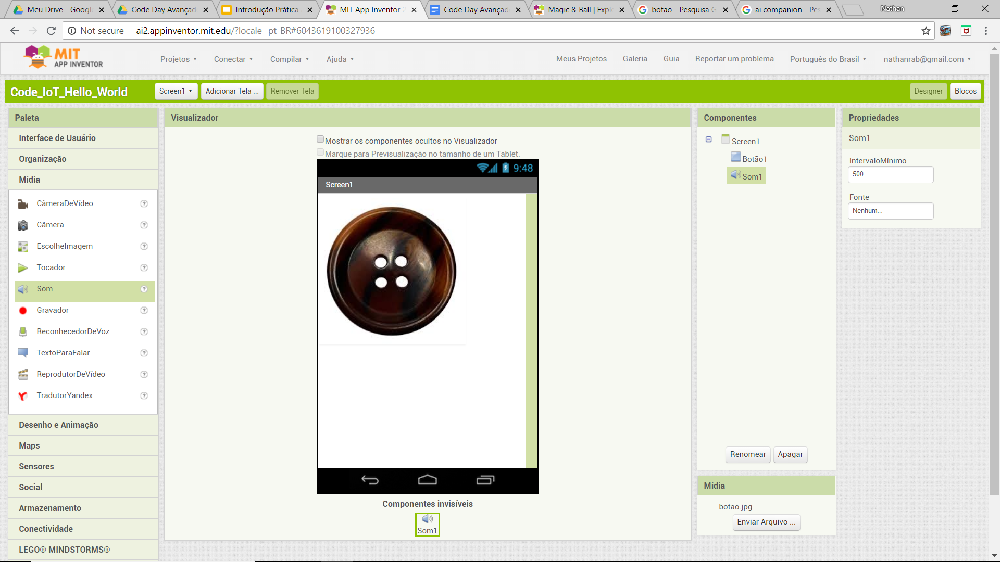 Meu Drive - Google
Code Day Avançad
Introdução Prática
MIT App Inventor 2
Code Day Avançad
Magic 8-Ball | Explo
botao - Pesquisa G
ai companion - Pes
Nathan
Not secure
ai2.appinventor.mit.edu/?locale=pt_BR#6043619100327936
MIT
APP INVENTOR
Projetos
Conectar
Compilar
Ajuda
Meus Projetos
Galeria
Guia
Reportar um problema
Português do Brasil
nathanrab@gmail.com
Code_IoT_Hello_World
Screen1
Adicionar Tela ...
Remover Tela
Designer
Blocos
Paleta
Interface de Usuário
Organização
Mídia
CâmeraDeVídeo
Câmera
EscolheImagem
Tocador
Som
Gravador
ReconhecedorDeVoz
TextoParaFalar
ReprodutorDeVídeo
TradutorYandex
Desenho e Animação
Maps
Sensores
Social
Armazenamento
Conectividade
LEGO® MINDSTORMS®
Visualizador
Mostrar os componentes ocultos no Visualizador
Marque para Previsualização no tamanho de um Tablet.
9:48
Screen1
Componentes invisíveis
Som1
Componentes
Screen1
Botão1
Som1
Renomear
Apagar
Mídia
botao.jpg
Enviar Arquivo ...
Propriedades
Som1
IntervaloMínimo
500
Fonte
Nenhum...